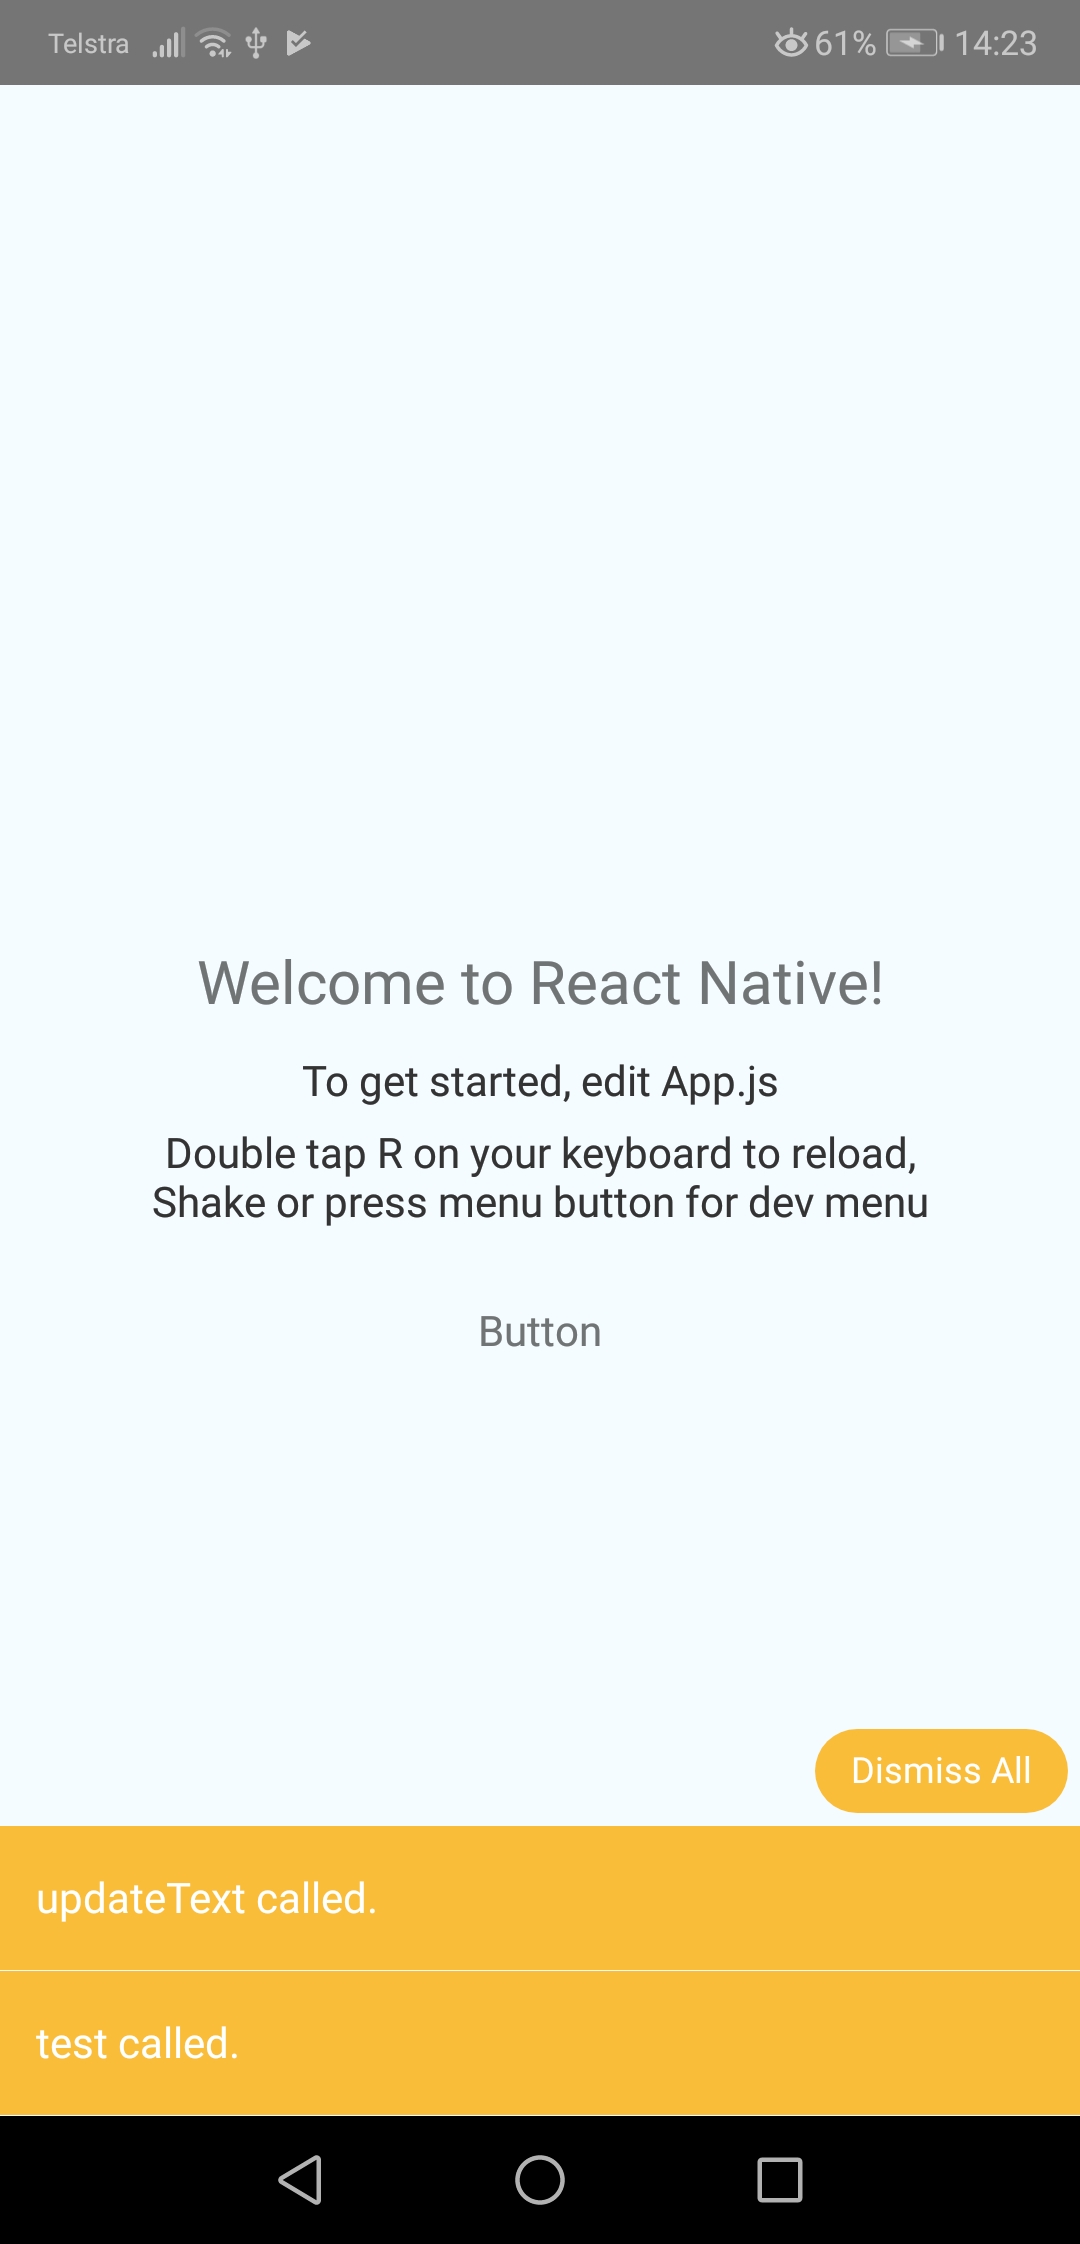 Telstra 61% 14:23
Welcome to React Native!
To get started, edit App.js
Double tap R on your keyboard to reload,
Shake or press menu button for dev menu
Button
Dismiss All
updateText called.
test called.